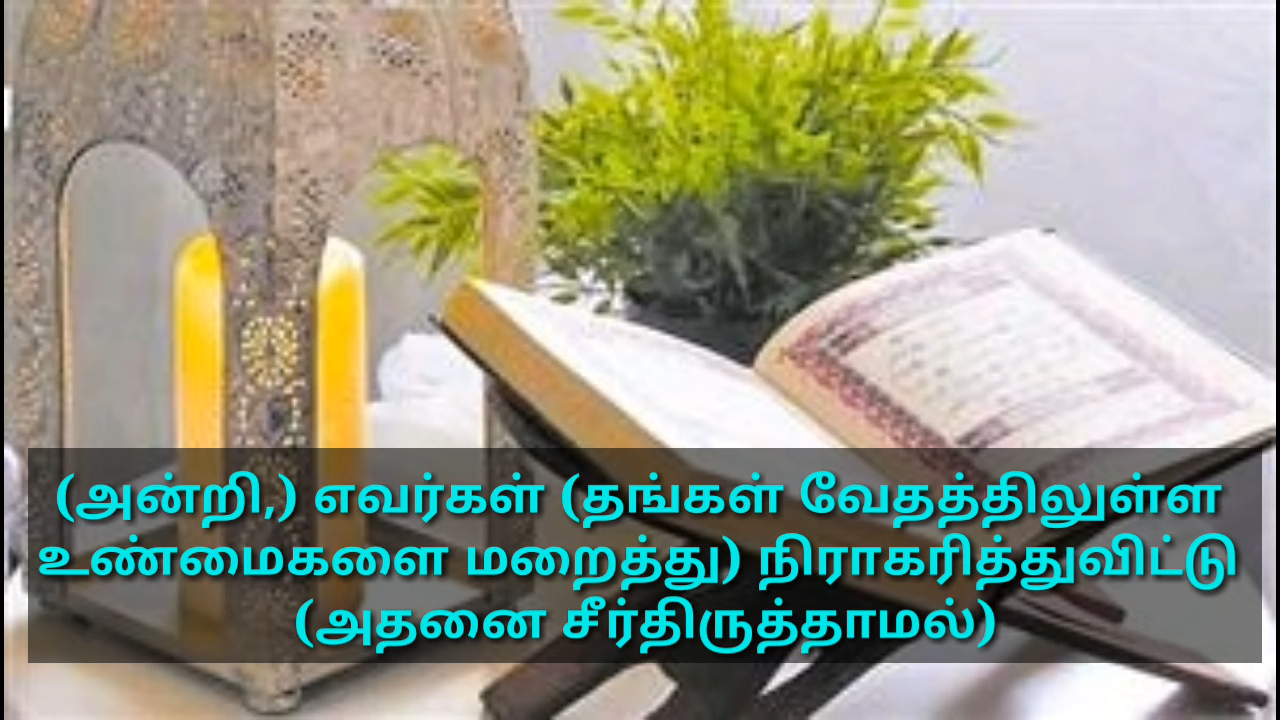 (அன்றி,) எவர்கள் (தங்கள் வேதத்திலுள்ள
உண்மைகளை மறைத்து) நிராகரித்துவிட்டு
(அதனை சீர்திருத்தாமல்)